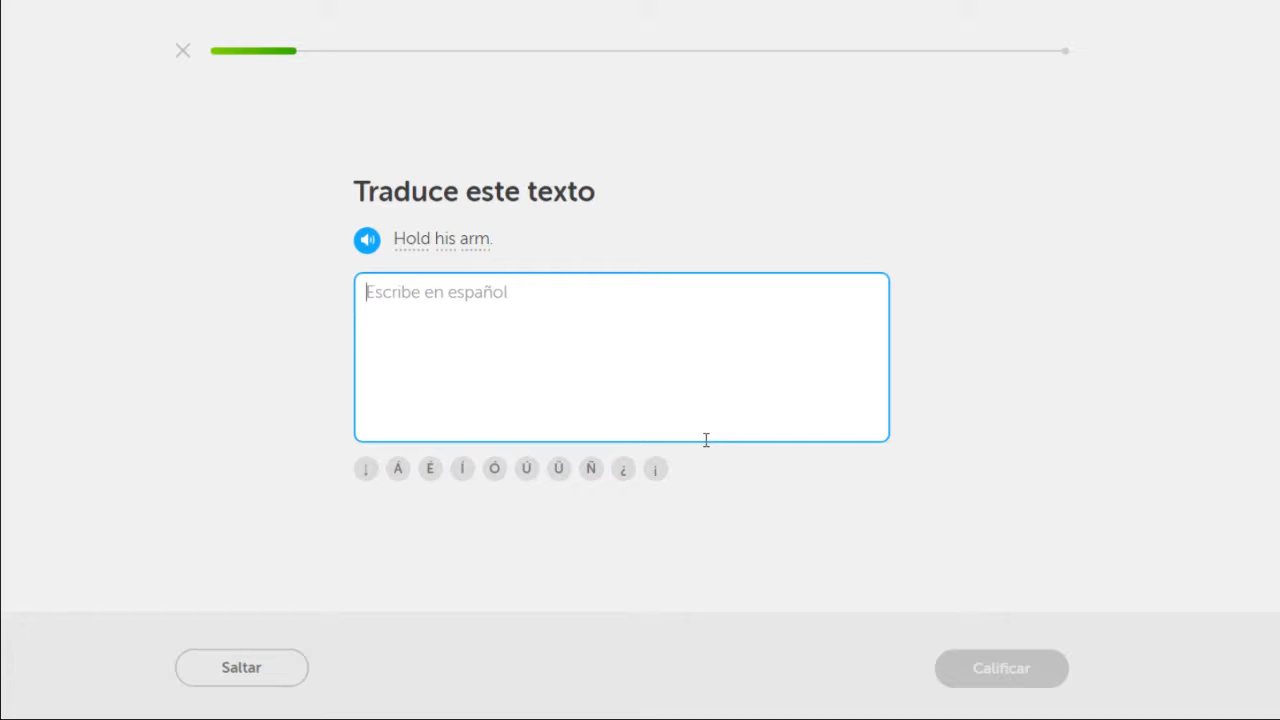 Traduce este texto
Hold his arm.
Escribe en español
↓ Á É Í Ó Ú Ü Ñ ¿ ¡
Saltar
Calificar